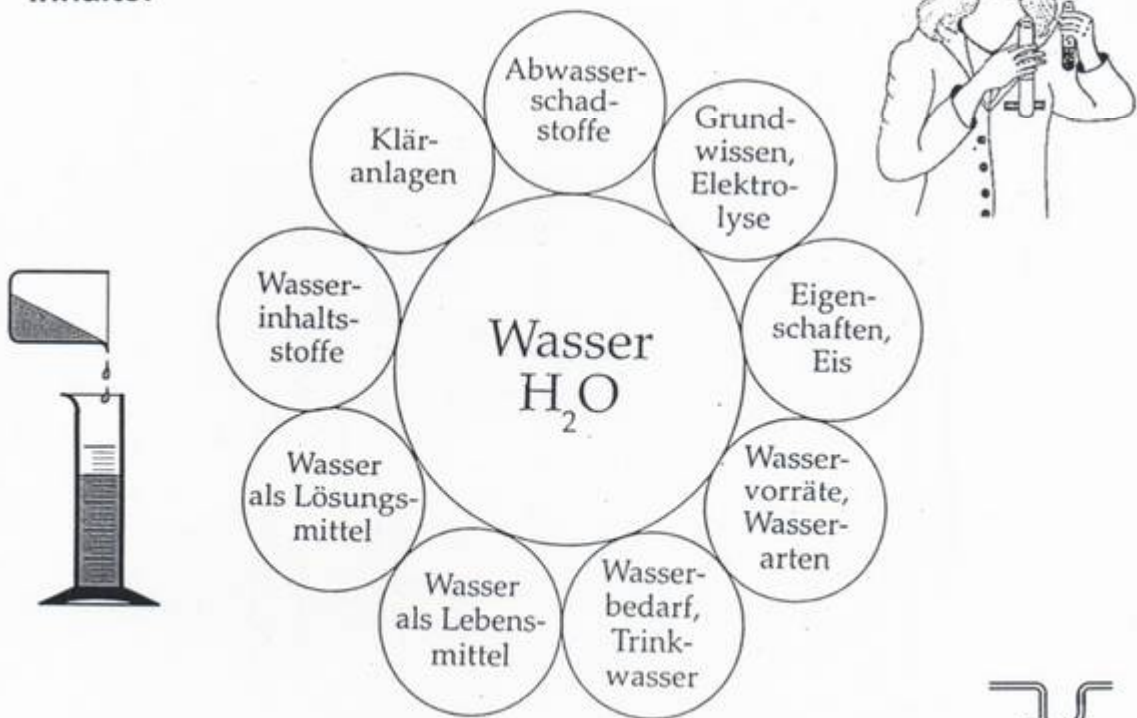 Abwasser-
schad-
stoffe
Grund-
wissen,
Elektro-
lyse
Eigen-
schaften,
Eis
Wasser-
vorräte,
Wasser-
arten
Wasser-
bedarf,
Trink-
wasser
Wasser
als Lebens-
mittel
Wasser
als Lösungs-
mittel
Wasser-
inhalts-
stoffe
Klär-
anlagen
Wasser
H₂O